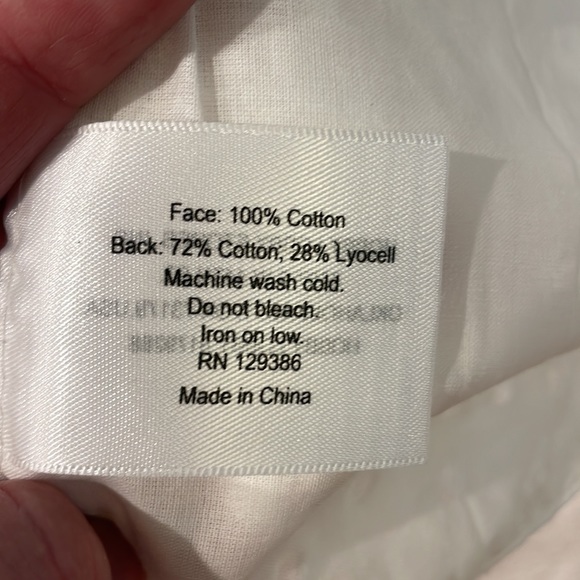 Face: 100% Cotton
Back: 72% Cotton; 28% Lyocell
Machine wash cold.
Do not bleach.
Iron on low.
RN 129386
Made in China